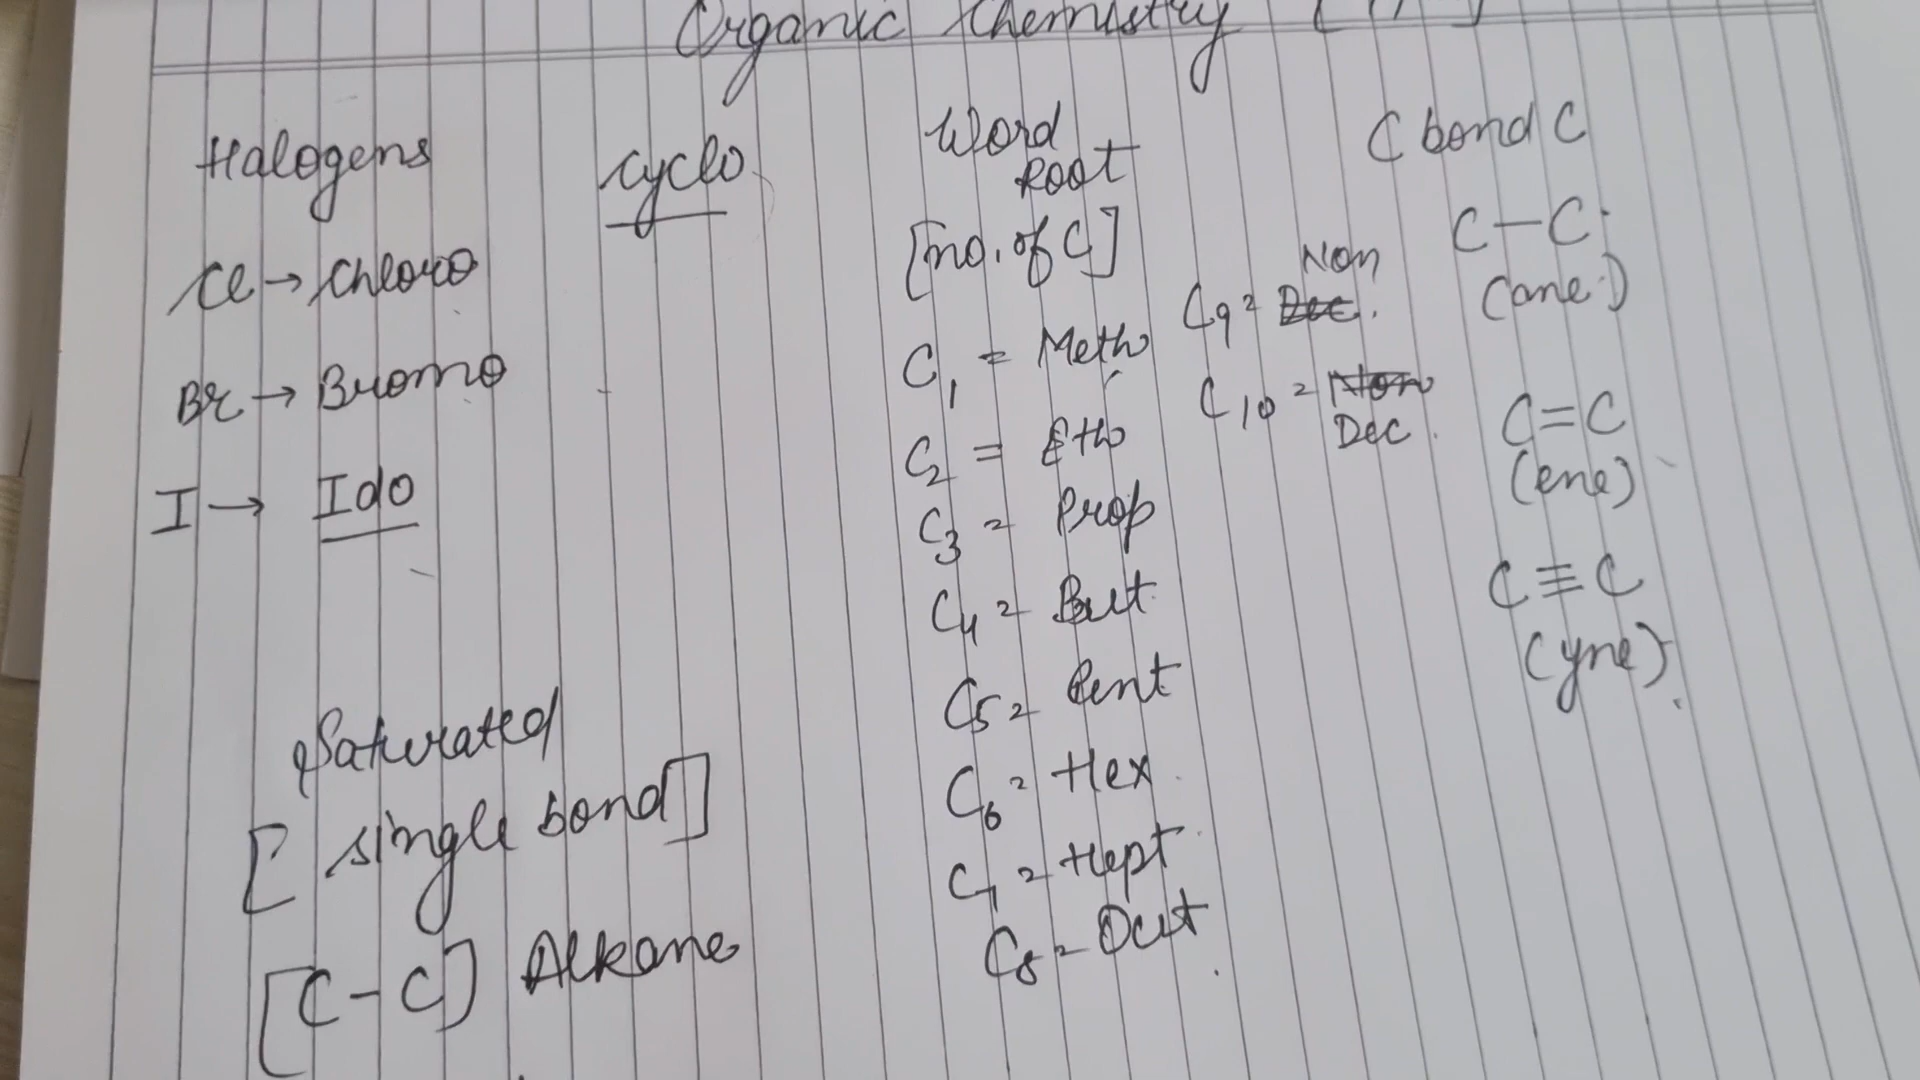 Organic Chemistry
Halogens
Cl → Chloro
Br → Bromo
I → Ido
Saturated
[single bond]
[C-C] Alkane
Cyclo
Word
Root
[no. of C]
C1 = Metho
C2 = Etho
C3 = Prop
C4 = But
C5 = Pent
C6 = Hex
C7 = Hept
C8 = Oct
Non
C9 = Dec.
C10 = Non
Dec
C bond C
C-C
(ane)
C=C
(ene)
C≡C
(yne)